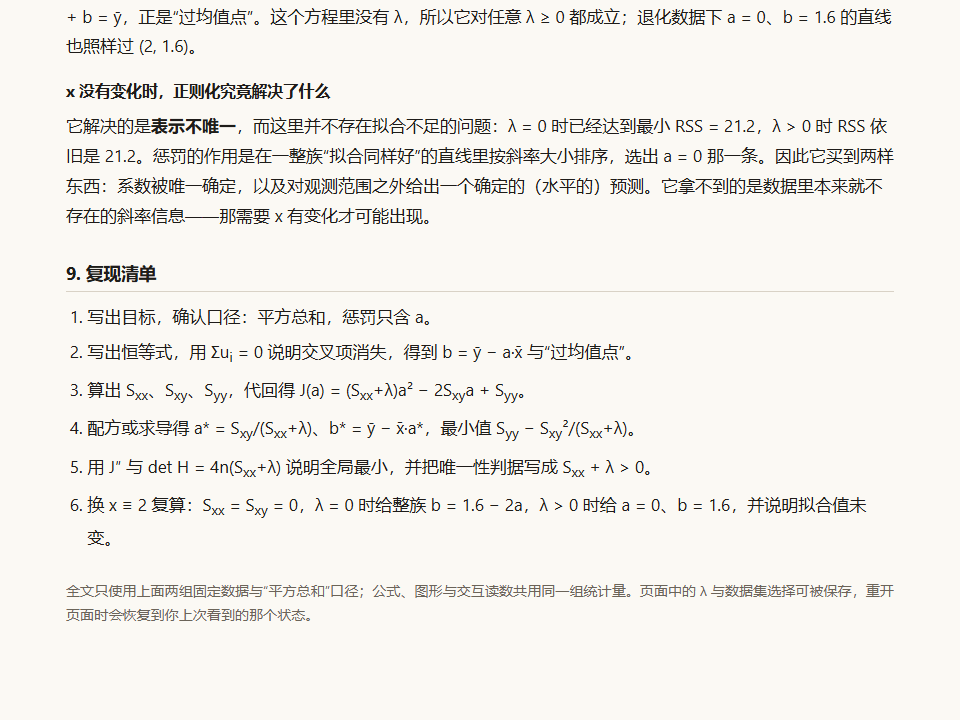 + b = ȳ，正是“过均值点”。这个方程里没有 λ，所以它对任意 λ ≥ 0 都成立；退化数据下 a = 0、b = 1.6 的直线
也照样过 (2, 1.6)。
x 没有变化时，正则化究竟解决了什么
它解决的是表示不唯一，而这里并不存在拟合不足的问题：λ = 0 时已经达到最小 RSS = 21.2，λ > 0 时 RSS 依
旧是 21.2。惩罚的作用是在一整族“拟合同样好”的直线里按斜率大小排序，选出 a = 0 那一条。因此它买到两样
东西：系数被唯一确定，以及对观测范围之外给出一个确定的（水平的）预测。它拿不到的是数据里本来就不
存在的斜率信息——那需要 x 有变化才可能出现。
9. 复现清单
1. 写出目标，确认口径：平方总和，惩罚只含 a。
2. 写出恒等式，用 Σuᵢ = 0 说明交叉项消失，得到 b = ȳ − a·x̄ 与“过均值点”。
3. 算出 Sxx、Sxy、Syy，代回得 J(a) = (Sxx+λ)a² − 2Sxya + Syy。
4. 配方或求导得 a* = Sxy/(Sxx+λ)、b* = ȳ − x̄·a*，最小值 Syy − Sxy²/(Sxx+λ)。
5. 用 J″ 与 det H = 4n(Sxx+λ) 说明全局最小，并把唯一性判据写成 Sxx + λ > 0。
6. 换 x ≡ 2 复算：Sxx = Sxy = 0，λ = 0 时给整族 b = 1.6 − 2a，λ > 0 时给 a = 0、b = 1.6，并说明拟合值未
变。
全文只使用上面两组固定数据与“平方总和”口径；公式、图形与交互读数共用同一组统计量。页面中的 λ 与数据集选择可被保存，重开
页面时会恢复到你上次看到的那个状态。